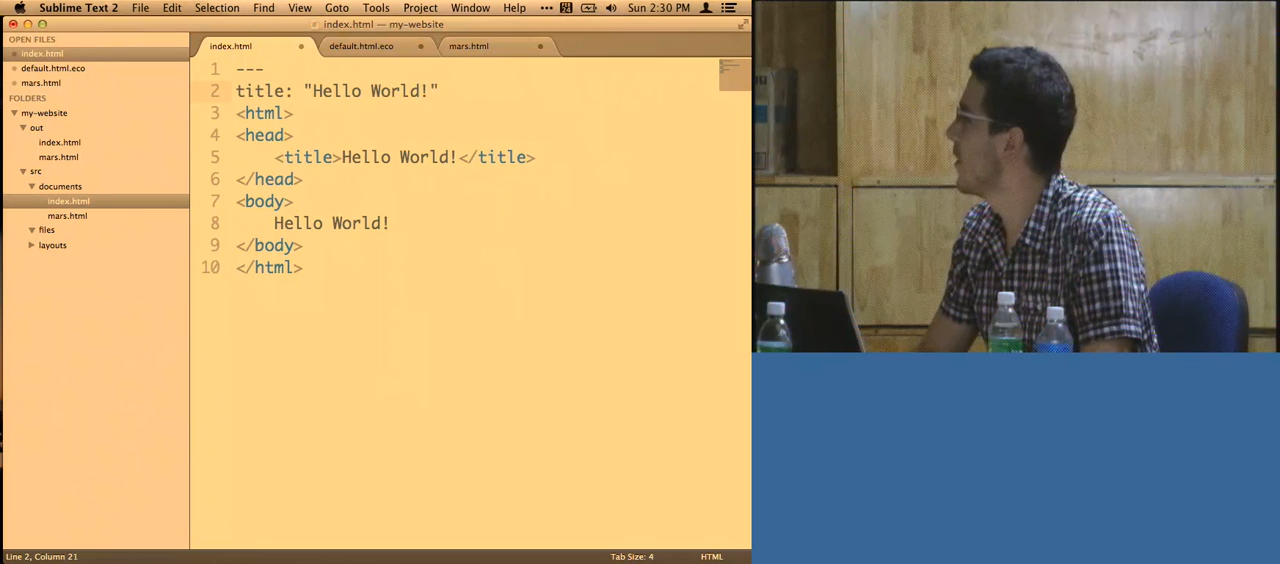 Sublime Text 2 File Edit Selection Find View Goto Tools Project Window Help Sun 2:30 PM
index.html — my-website
OPEN FILES
index.html
default.html.eco
mars.html
FOLDERS
my-website
out
index.html
mars.html
src
documents
index.html
mars.html
files
layouts
index.html default.html.eco mars.html
1 ---
2 title: "Hello World!"
3 <html>
4 <head>
5 <title>Hello World!</title>
6 </head>
7 <body>
8 Hello World!
9 </body>
10 </html>
Line 2, Column 21 Tab Size: 4 HTML